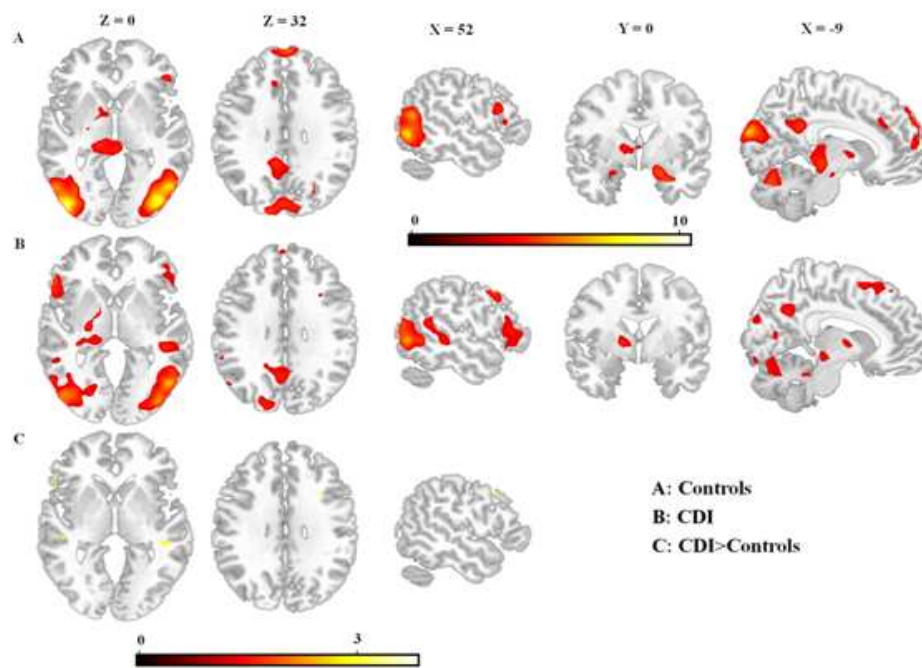 Z = 0 Z = 32 X = 52 Y = 0 X = -9
A
0 10
B
C
A: Controls
B: CDI
C: CDI>Controls
0 3